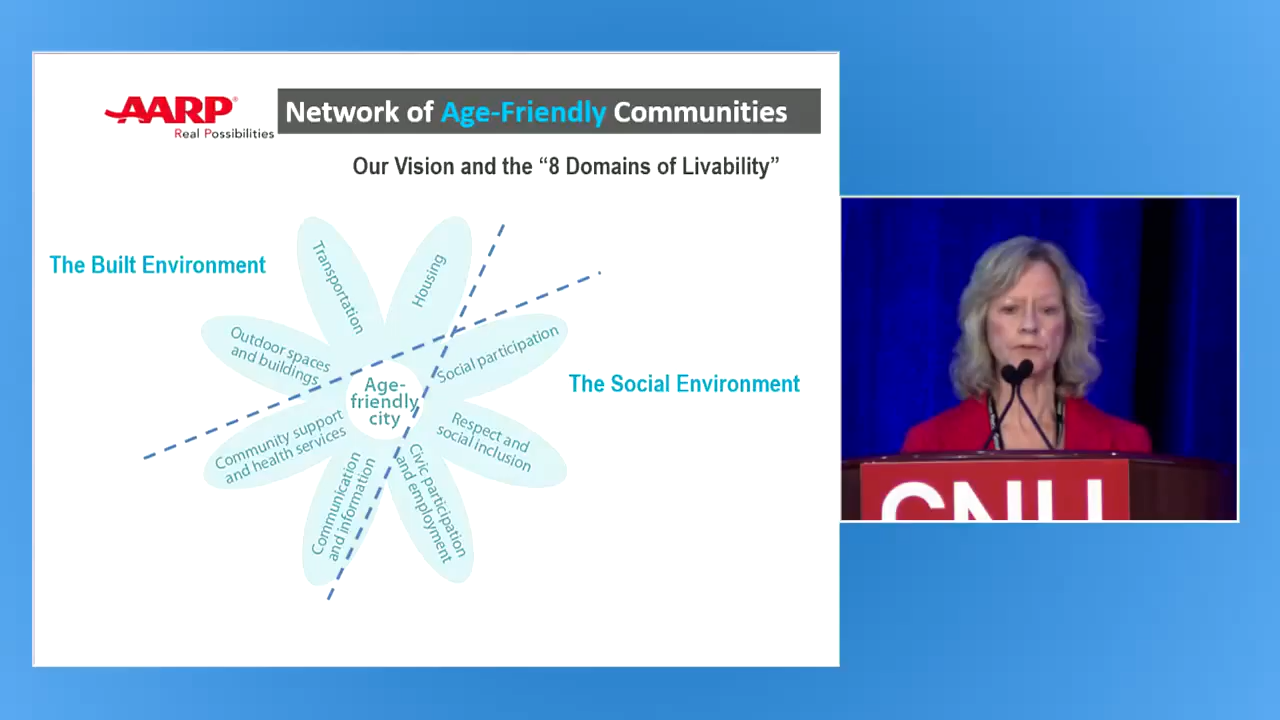 AARP®
Real Possibilities
Network of Age-Friendly Communities
Our Vision and the “8 Domains of Livability”
The Built Environment
Transportation
Housing
Outdoor spaces
and buildings
Social participation
Age-
friendly
city
The Social Environment
Community support
and health services
Respect and
social inclusion
Communication
and information
Civic participation
and employment
CNU